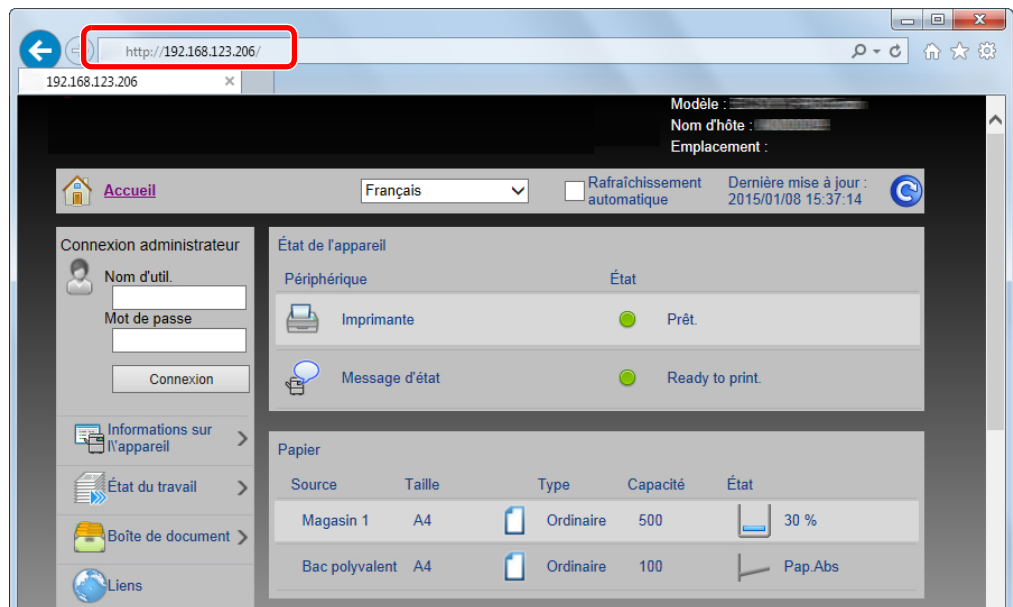 http://192.168.123.206/
192.168.123.206
Modèle :
Nom d'hôte :
Emplacement :
Accueil
Français
Rafraîchissement
automatique
Dernière mise à jour :
2015/01/08 15:37:14
Connexion administrateur
Nom d'util.
Mot de passe
Connexion
Informations sur
l\'appareil
État du travail
Boîte de document
Liens
État de l'appareil
Périphérique État
Imprimante Prêt.
Message d'état Ready to print.
Papier
Source Taille Type Capacité État
Magasin 1 A4 Ordinaire 500 30 %
Bac polyvalent A4 Ordinaire 100 Pap.Abs